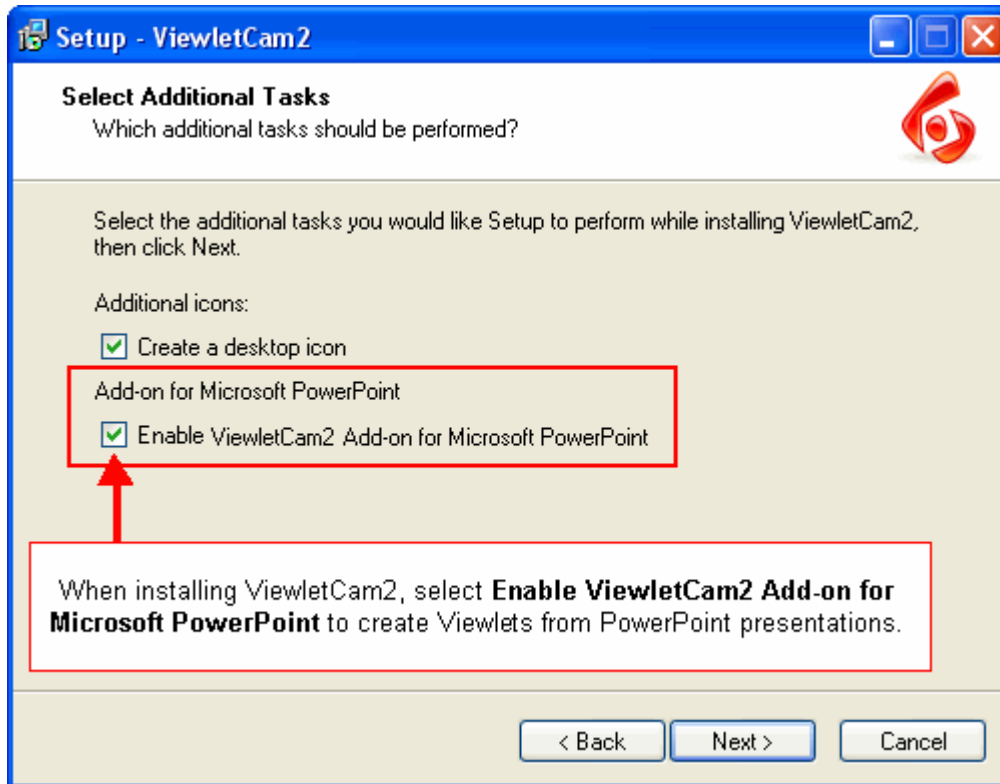 Setup - ViewletCam2
Select Additional Tasks
Which additional tasks should be performed?
Select the additional tasks you would like Setup to perform while installing ViewletCam2,
then click Next.
Additional icons:
Create a desktop icon
Add-on for Microsoft PowerPoint
Enable ViewletCam2 Add-on for Microsoft PowerPoint
When installing ViewletCam2, select Enable ViewletCam2 Add-on for
Microsoft PowerPoint to create Viewlets from PowerPoint presentations.
< Back
Next >
Cancel